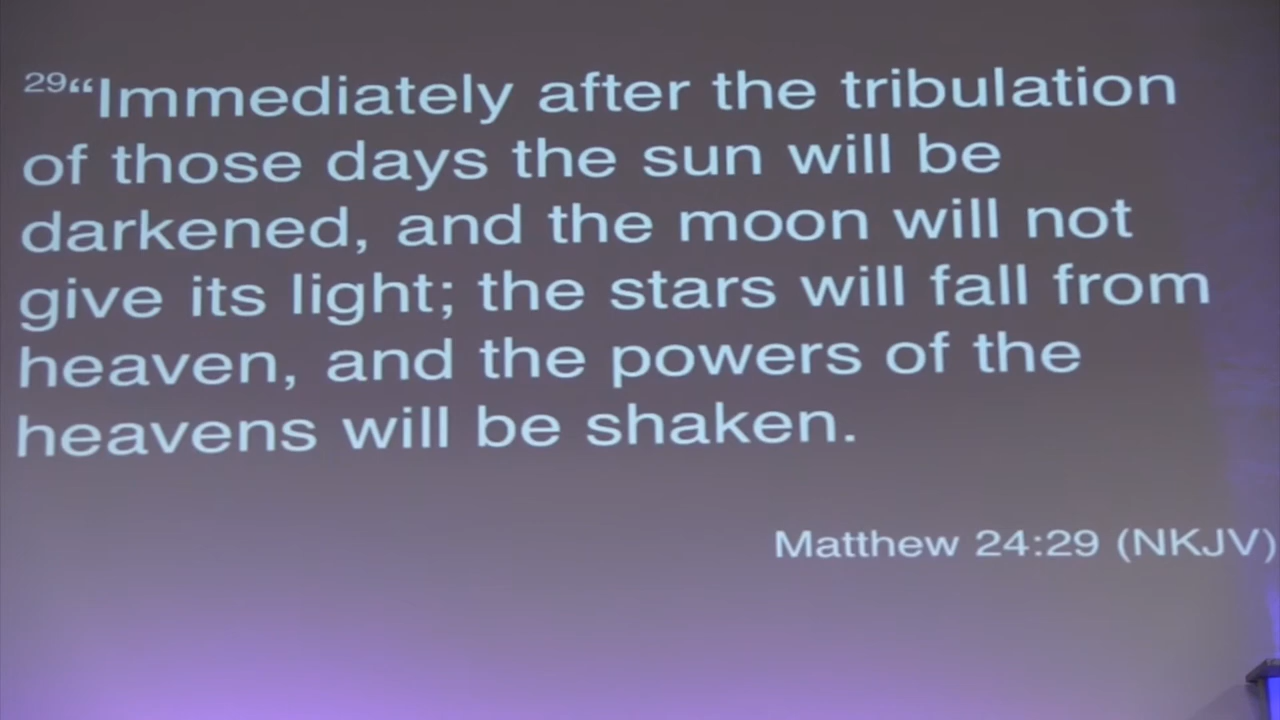 29“Immediately after the tribulation
of those days the sun will be
darkened, and the moon will not
give its light; the stars will fall from
heaven, and the powers of the
heavens will be shaken.
Matthew 24:29 (NKJV)